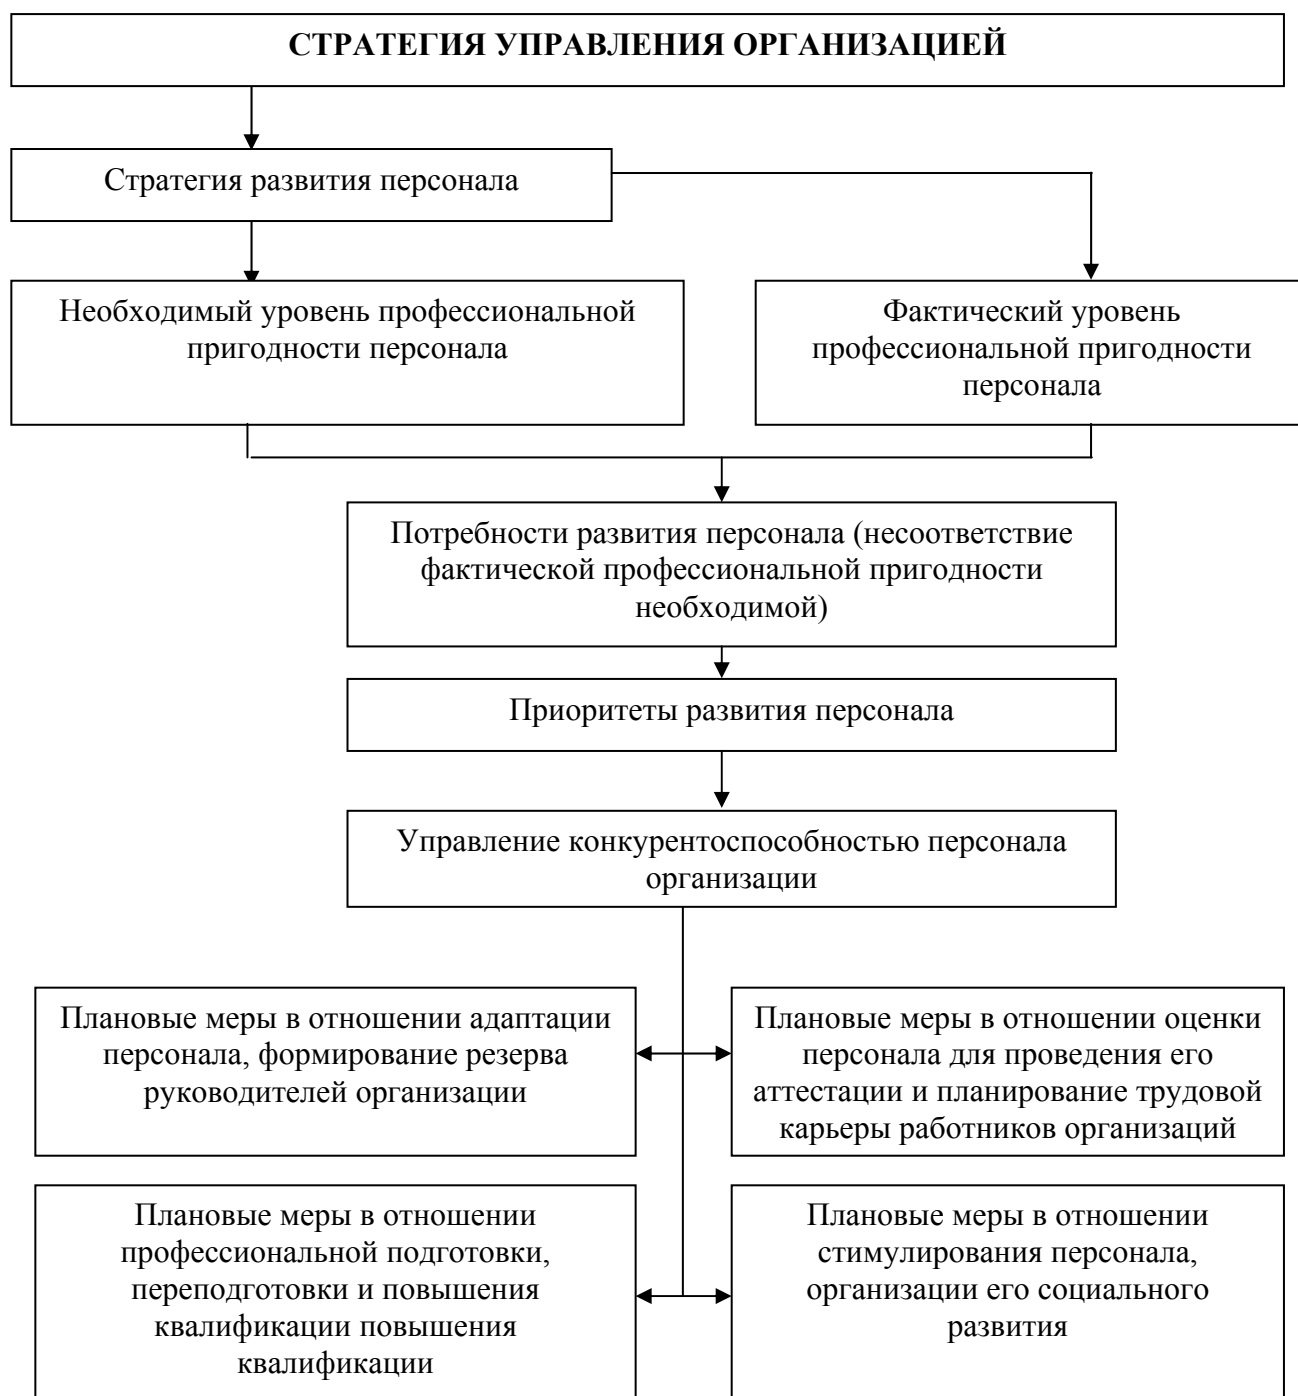 СТРАТЕГИЯ УПРАВЛЕНИЯ ОРГАНИЗАЦИЕЙ
Стратегия развития персонала
Необходимый уровень профессиональной
пригодности персонала
Фактический уровень
профессиональной пригодности
персонала
Потребности развития персонала (несоответствие
фактической профессиональной пригодности
необходимой)
Приоритеты развития персонала
Управление конкурентоспособностью персонала
организации
Плановые меры в отношении адаптации
персонала, формирование резерва
руководителей организации
Плановые меры в отношении оценки
персонала для проведения его
аттестации и планирование трудовой
карьеры работников организаций
Плановые меры в отношении
профессиональной подготовки,
переподготовки и повышения
квалификации повышения
квалификации
Плановые меры в отношении
стимулирования персонала,
организации его социального
развития